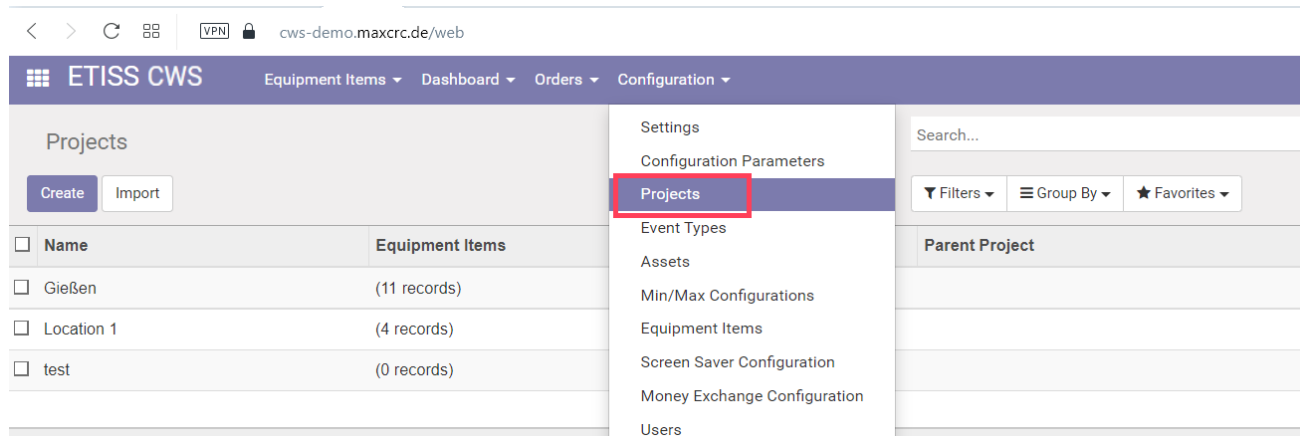 VPN cws-demo.maxcrc.de/web
ETISS CWS Equipment Items Dashboard Orders Configuration
Projects
Create Import
Settings
Configuration Parameters
Projects
Event Types
Assets
Min/Max Configurations
Equipment Items
Screen Saver Configuration
Money Exchange Configuration
Users
Search...
Filters Group By Favorites
Name Equipment Items Parent Project
Gießen (11 records)
Location 1 (4 records)
test (0 records)